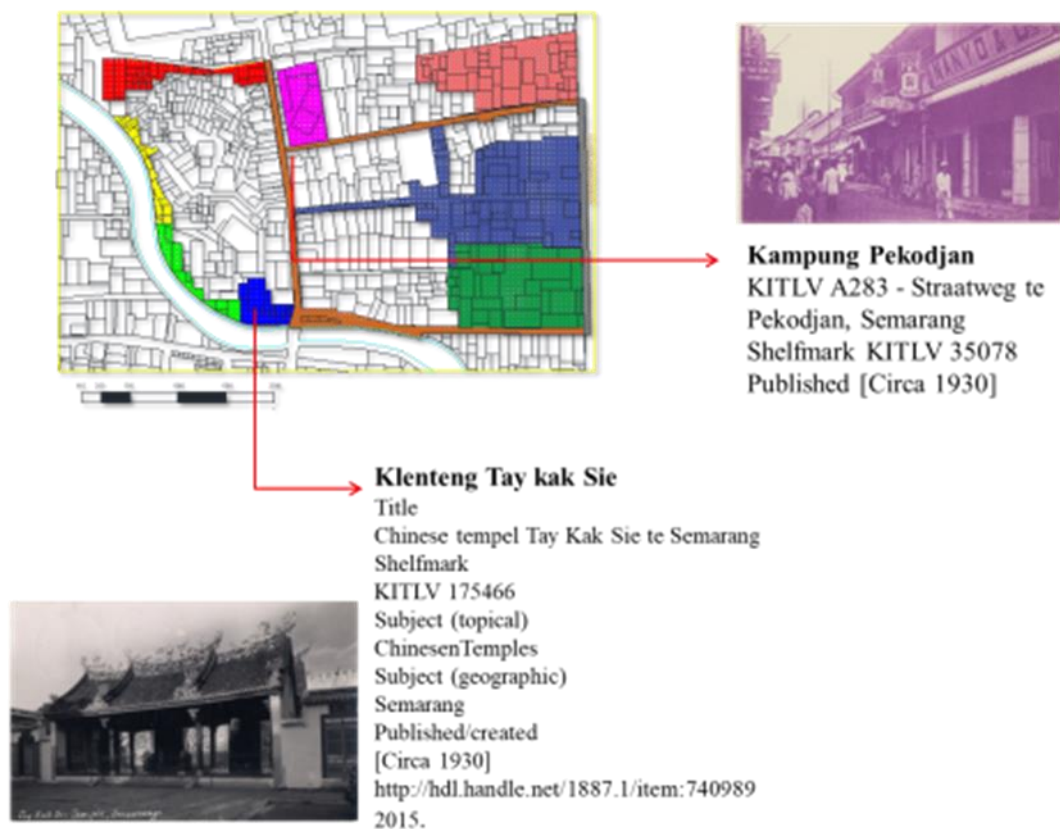 Kampung Pekodjan
KITLV A283 - Straatweg te
Pekodjan, Semarang
Shelfmark KITLV 35078
Published [Circa 1930]
Klenteng Tay kak Sie
Title
Chinese tempel Tay Kak Sie te Semarang
Shelfmark
KITLV 175466
Subject (topical)
ChinesenTemples
Subject (geographic)
Semarang
Published/created
[Circa 1930]
http://hdl.handle.net/1887.1/item:740989
2015.